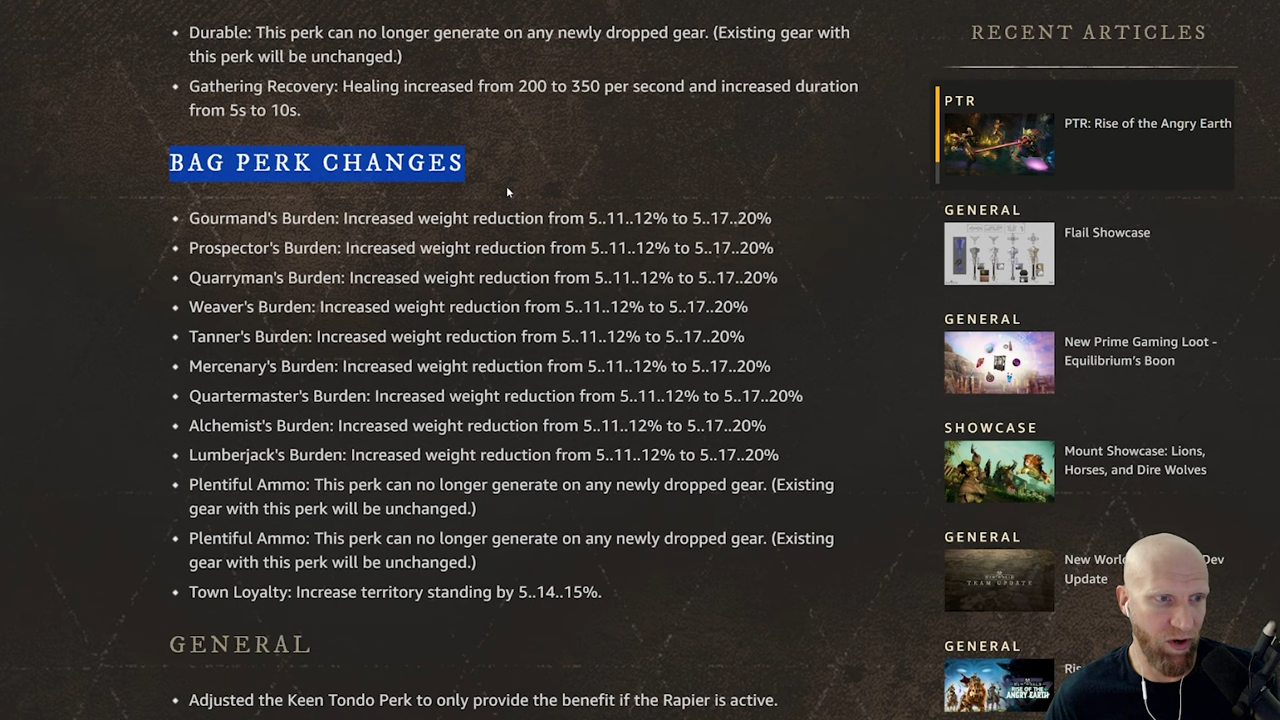 Durable: This perk can no longer generate on any newly dropped gear. (Existing gear with
this perk will be unchanged.)
Gathering Recovery: Healing increased from 200 to 350 per second and increased duration
from 5s to 10s.
BAG PERK CHANGES
Gourmand's Burden: Increased weight reduction from 5..11..12% to 5..17..20%
Prospector's Burden: Increased weight reduction from 5..11..12% to 5..17..20%
Quarryman's Burden: Increased weight reduction from 5..11..12% to 5..17..20%
Weaver's Burden: Increased weight reduction from 5..11..12% to 5..17..20%
Tanner's Burden: Increased weight reduction from 5..11..12% to 5..17..20%
Mercenary's Burden: Increased weight reduction from 5..11..12% to 5..17..20%
Quartermaster's Burden: Increased weight reduction from 5..11..12% to 5..17..20%
Alchemist's Burden: Increased weight reduction from 5..11..12% to 5..17..20%
Lumberjack's Burden: Increased weight reduction from 5..11..12% to 5..17..20%
Plentiful Ammo: This perk can no longer generate on any newly dropped gear. (Existing
gear with this perk will be unchanged.)
Plentiful Ammo: This perk can no longer generate on any newly dropped gear. (Existing
gear with this perk will be unchanged.)
Town Loyalty: Increase territory standing by 5..14..15%.
GENERAL
Adjusted the Keen Tondo Perk to only provide the benefit if the Rapier is active.
RECENT ARTICLES
PTR
PTR: Rise of the Angry Earth
GENERAL
Flail Showcase
GENERAL
New Prime Gaming Loot -
Equilibrium's Boon
SHOWCASE
Mount Showcase: Lions,
Horses, and Dire Wolves
GENERAL
TEAM UPDATE
New Dev
Update
GENERAL
RISE OF THE
ANGRY EARTH